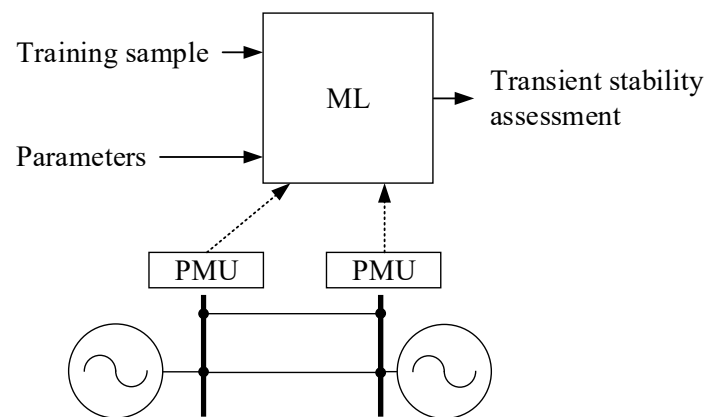 Training sample
ML
Transient stability
assessment
Parameters
PMU
PMU